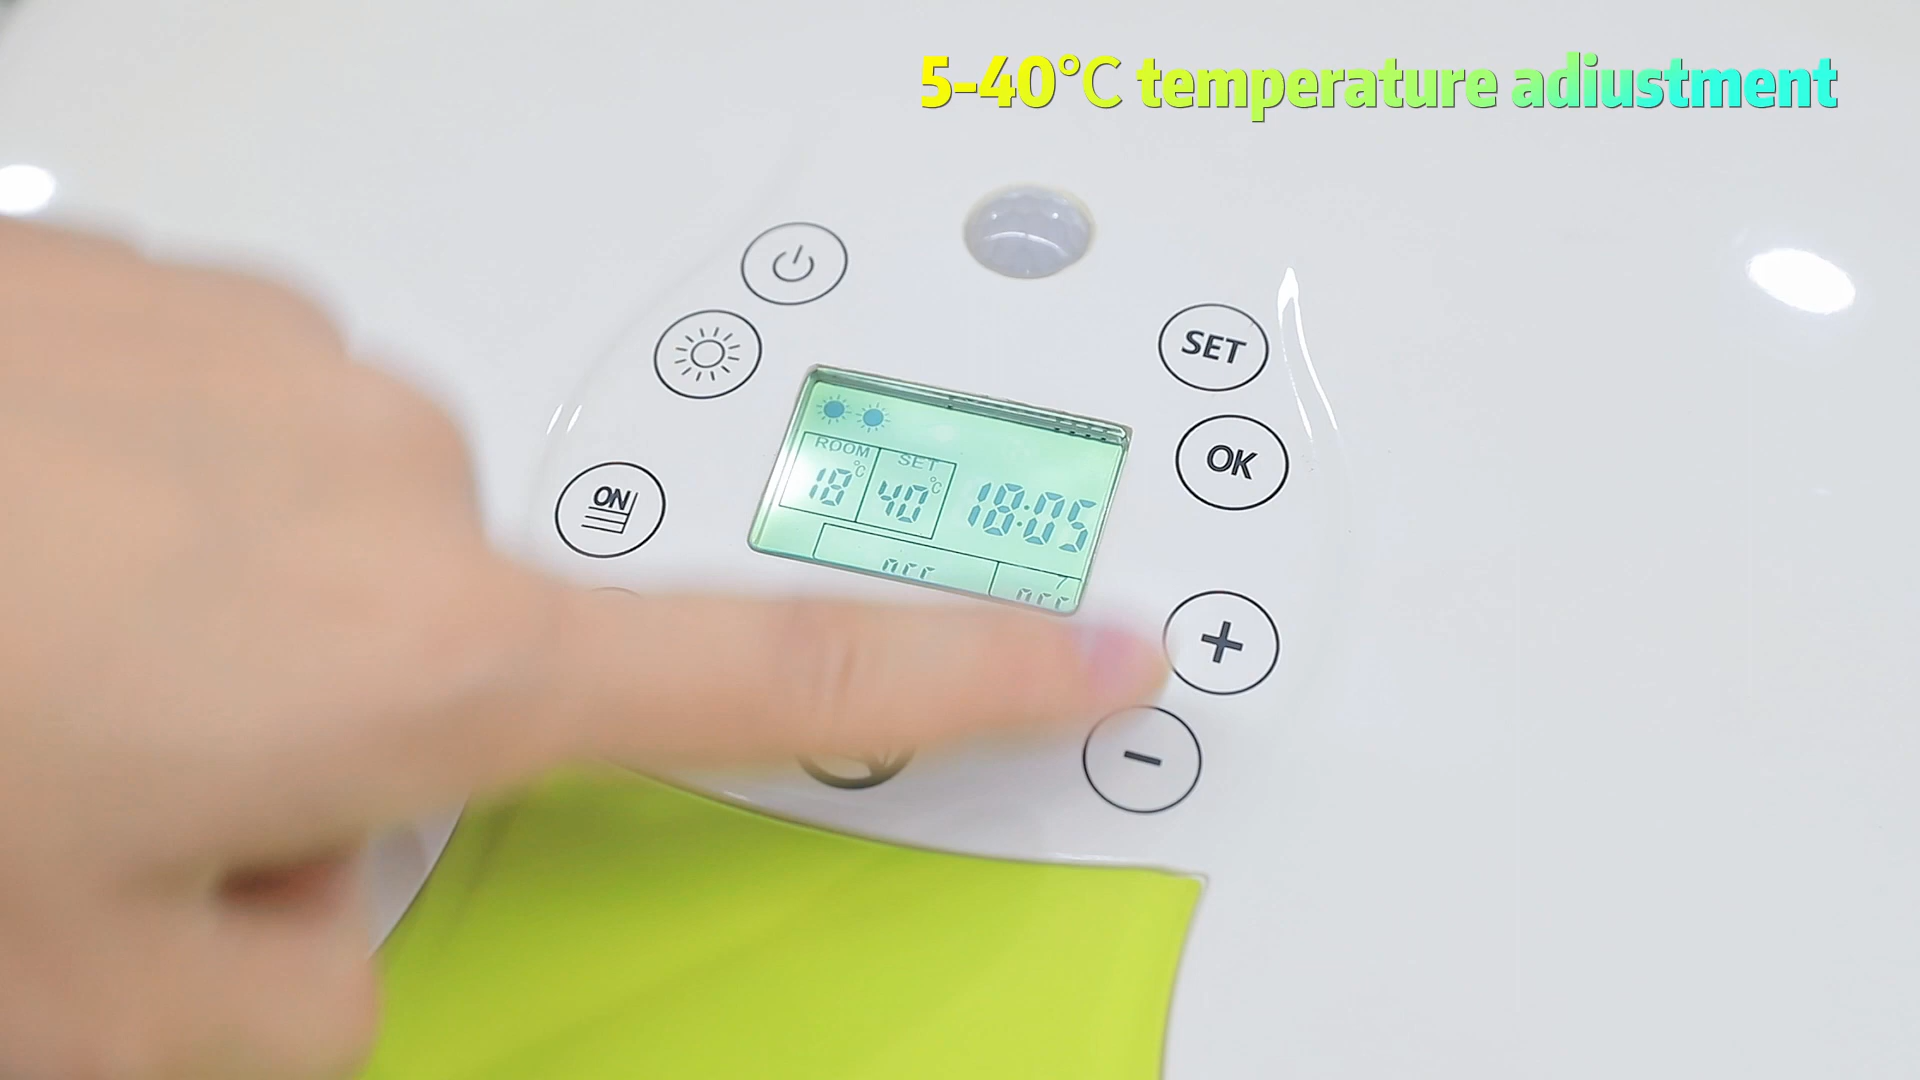 5-40°C temperature adiustment
SET
OK
ON
ROOM
SET
18°C
40°C
18:05
+
-